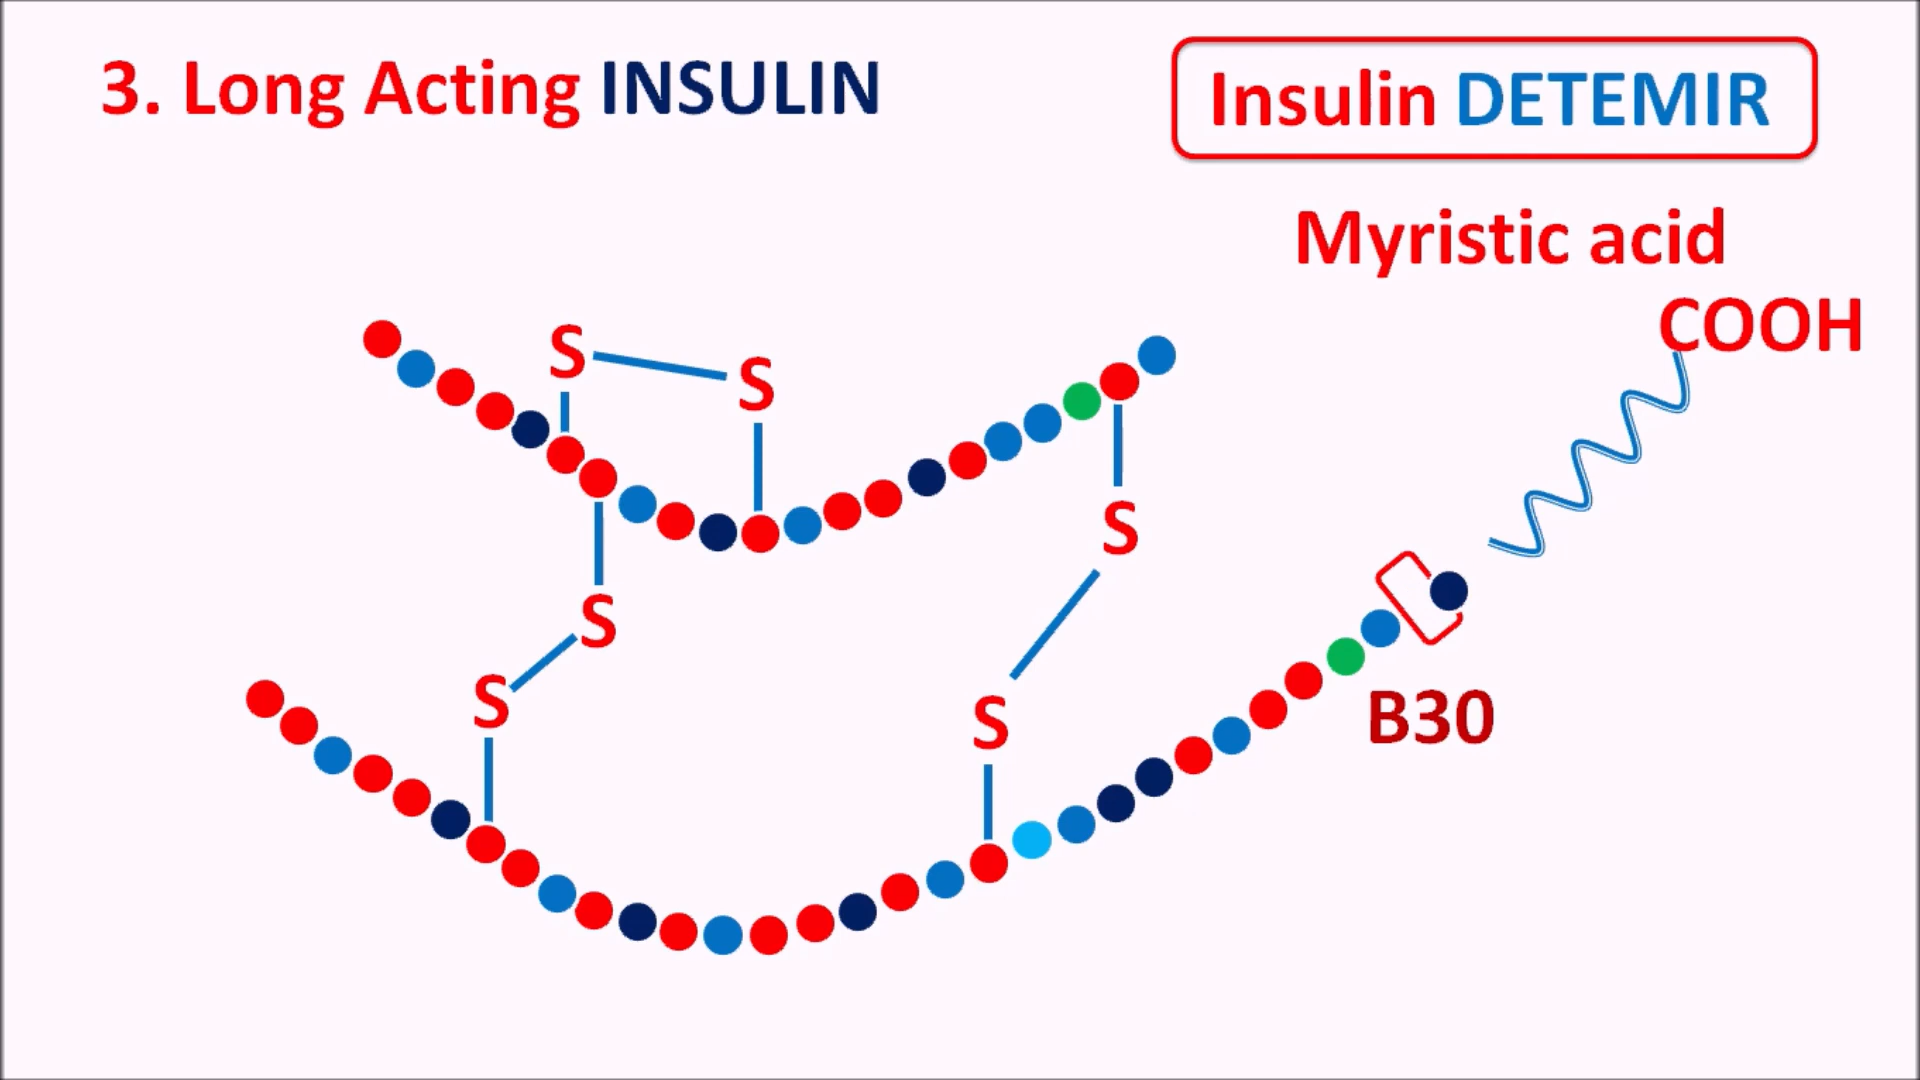 3. Long Acting INSULIN
Insulin DETEMIR
Myristic acid
COOH
S
S
S
S
S
S
B30